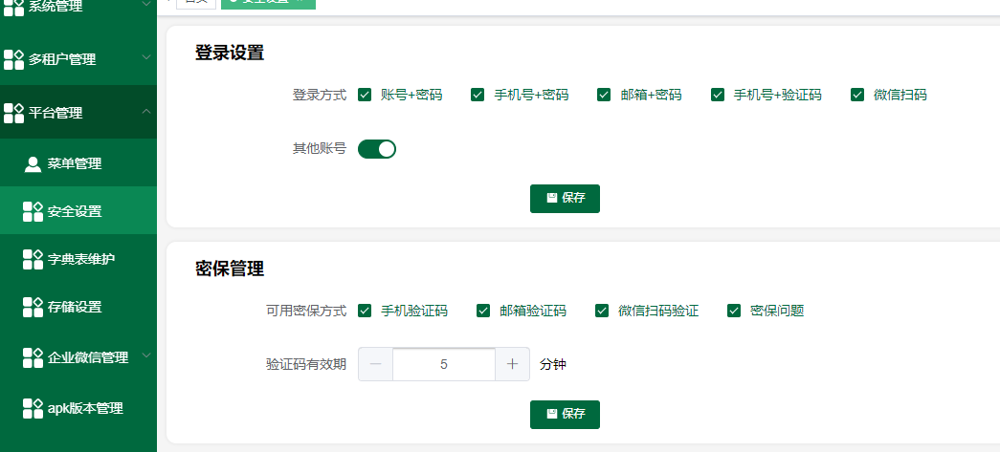 系统管理
首页
安全设置
多租户管理
平台管理
菜单管理
安全设置
字典表维护
存储设置
企业微信管理
apk版本管理
登录设置
登录方式 账号+密码 手机号+密码 邮箱+密码 手机号+验证码 微信扫码
其他账号
保存
密保管理
可用密保方式 手机验证码 邮箱验证码 微信扫码验证 密保问题
验证码有效期 5 分钟
保存